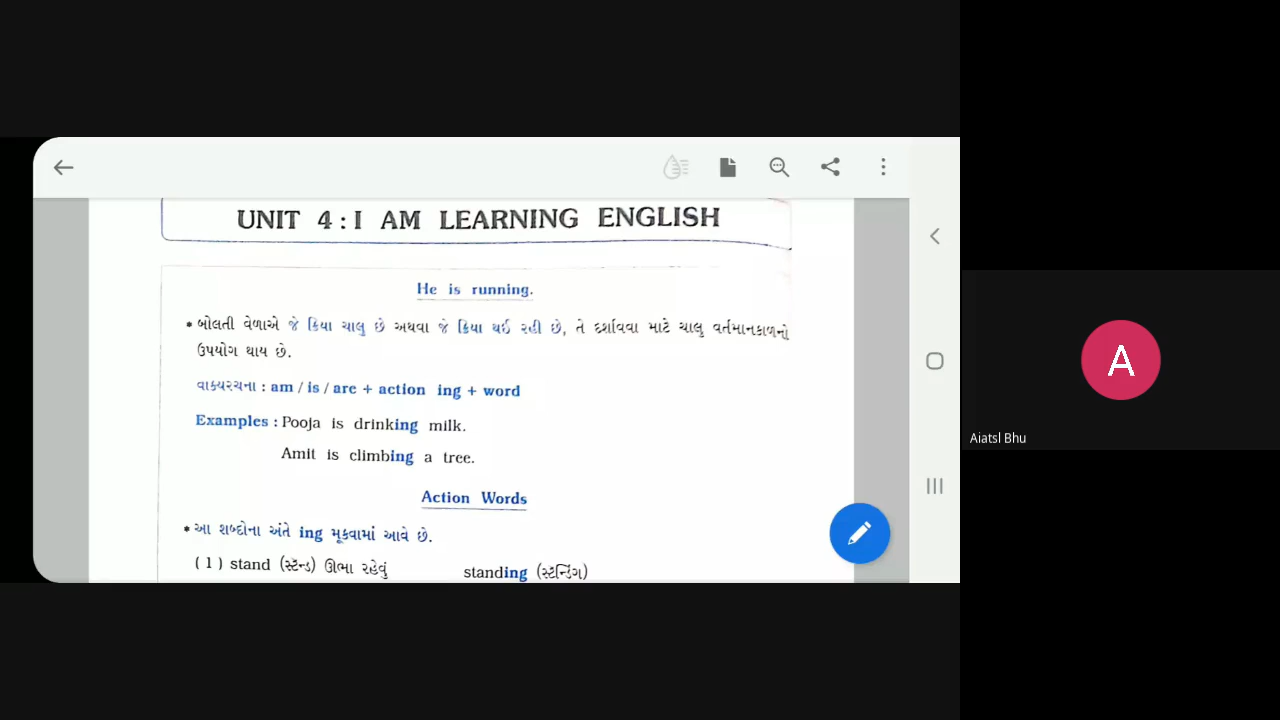 UNIT 4 : I AM LEARNING ENGLISH
He is running.
* બોલતી વેળાએ જે ક્રિયા ચાલુ છે અથવા જે ક્રિયા થઈ રહી છે, તે દર્શાવવા માટે ચાલુ વર્તમાનકાળનો
ઉપયોગ થાય છે.
વાક્યરચના : am / is / are + action ing + word
Examples : Pooja is drinking milk.
Amit is climbing a tree.
Action Words
* આ શબ્દોના અંતે ing મૂકવામાં આવે છે.
( 1 ) stand (સ્ટૅન્ડ) ઊભા રહેવું standing (સ્ટૅન્ડિંગ)
A
Aiatsl Bhu